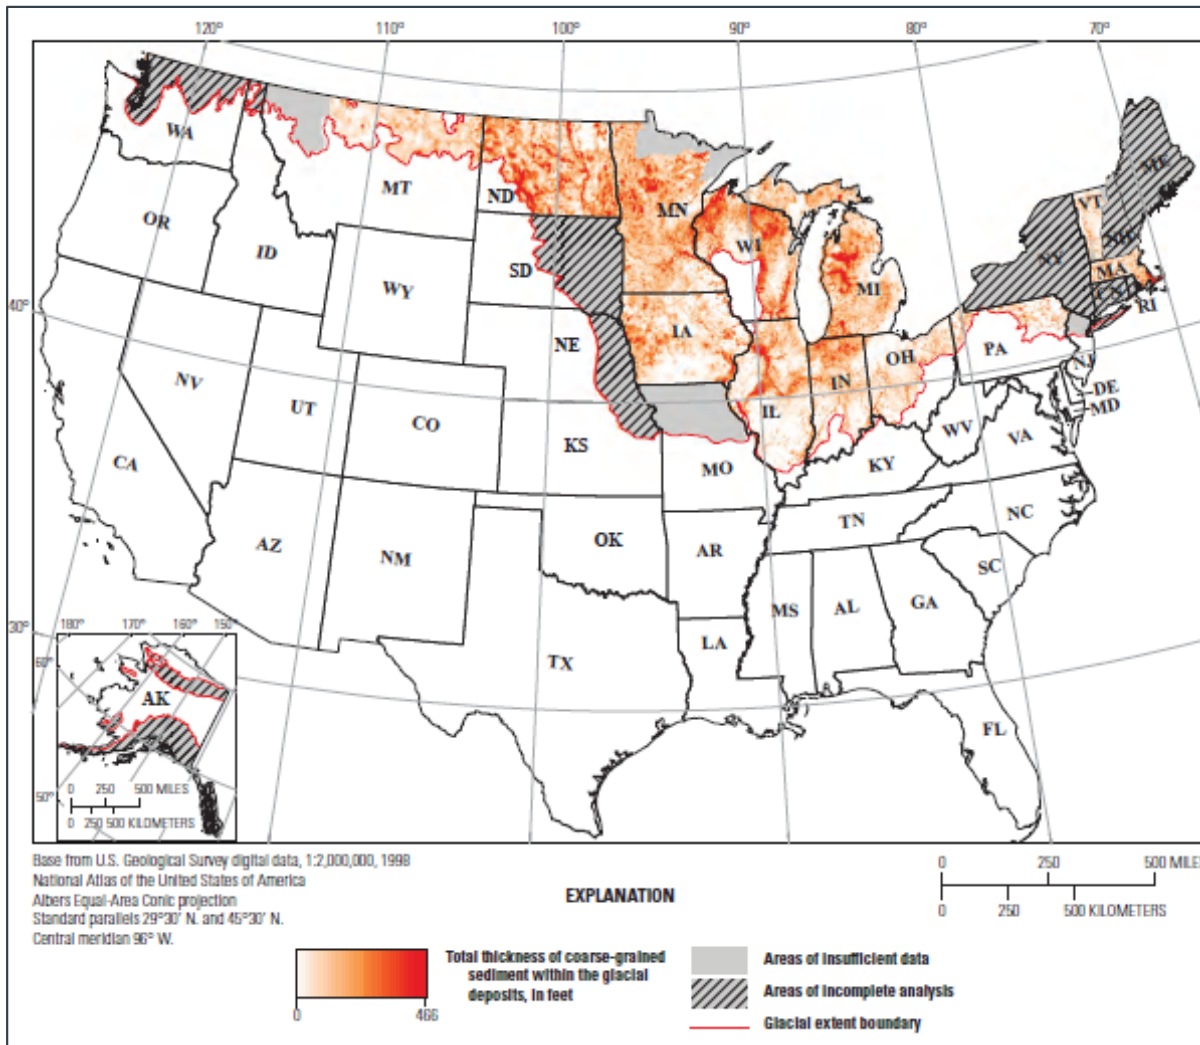 120°
110°
100°
90°
80°
70°
WA
MT
ND
MN
VT
ME
NH
NY
WI
MA
CN
RI
OR
ID
SD
MI
WY
40°
IA
NE
OH
PA
NJ
NV
IN
IL
DE
MD
UT
CO
WV
VA
KS
CA
MO
KY
TN
NC
AZ
NM
OK
AR
SC
MS
AL
GA
LA
30°
180°
170°
160°
150°
TX
60°
AK
FL
0 250 500 MILES
50°
0 250 500 KILOMETERS
Base from U.S. Geological Survey digital data, 1:2,000,000, 1998
National Atlas of the United States of America
Albers Equal-Area Conic projection
Standard parallels 29°30' N. and 45°30' N.
Central meridian 96° W.
0 250 500 MILES
0 250 500 KILOMETERS
EXPLANATION
Total thickness of coarse-grained
sediment within the glacial
deposits, in feet
0 466
Areas of insufficient data
Areas of incomplete analysis
Glacial extent boundary